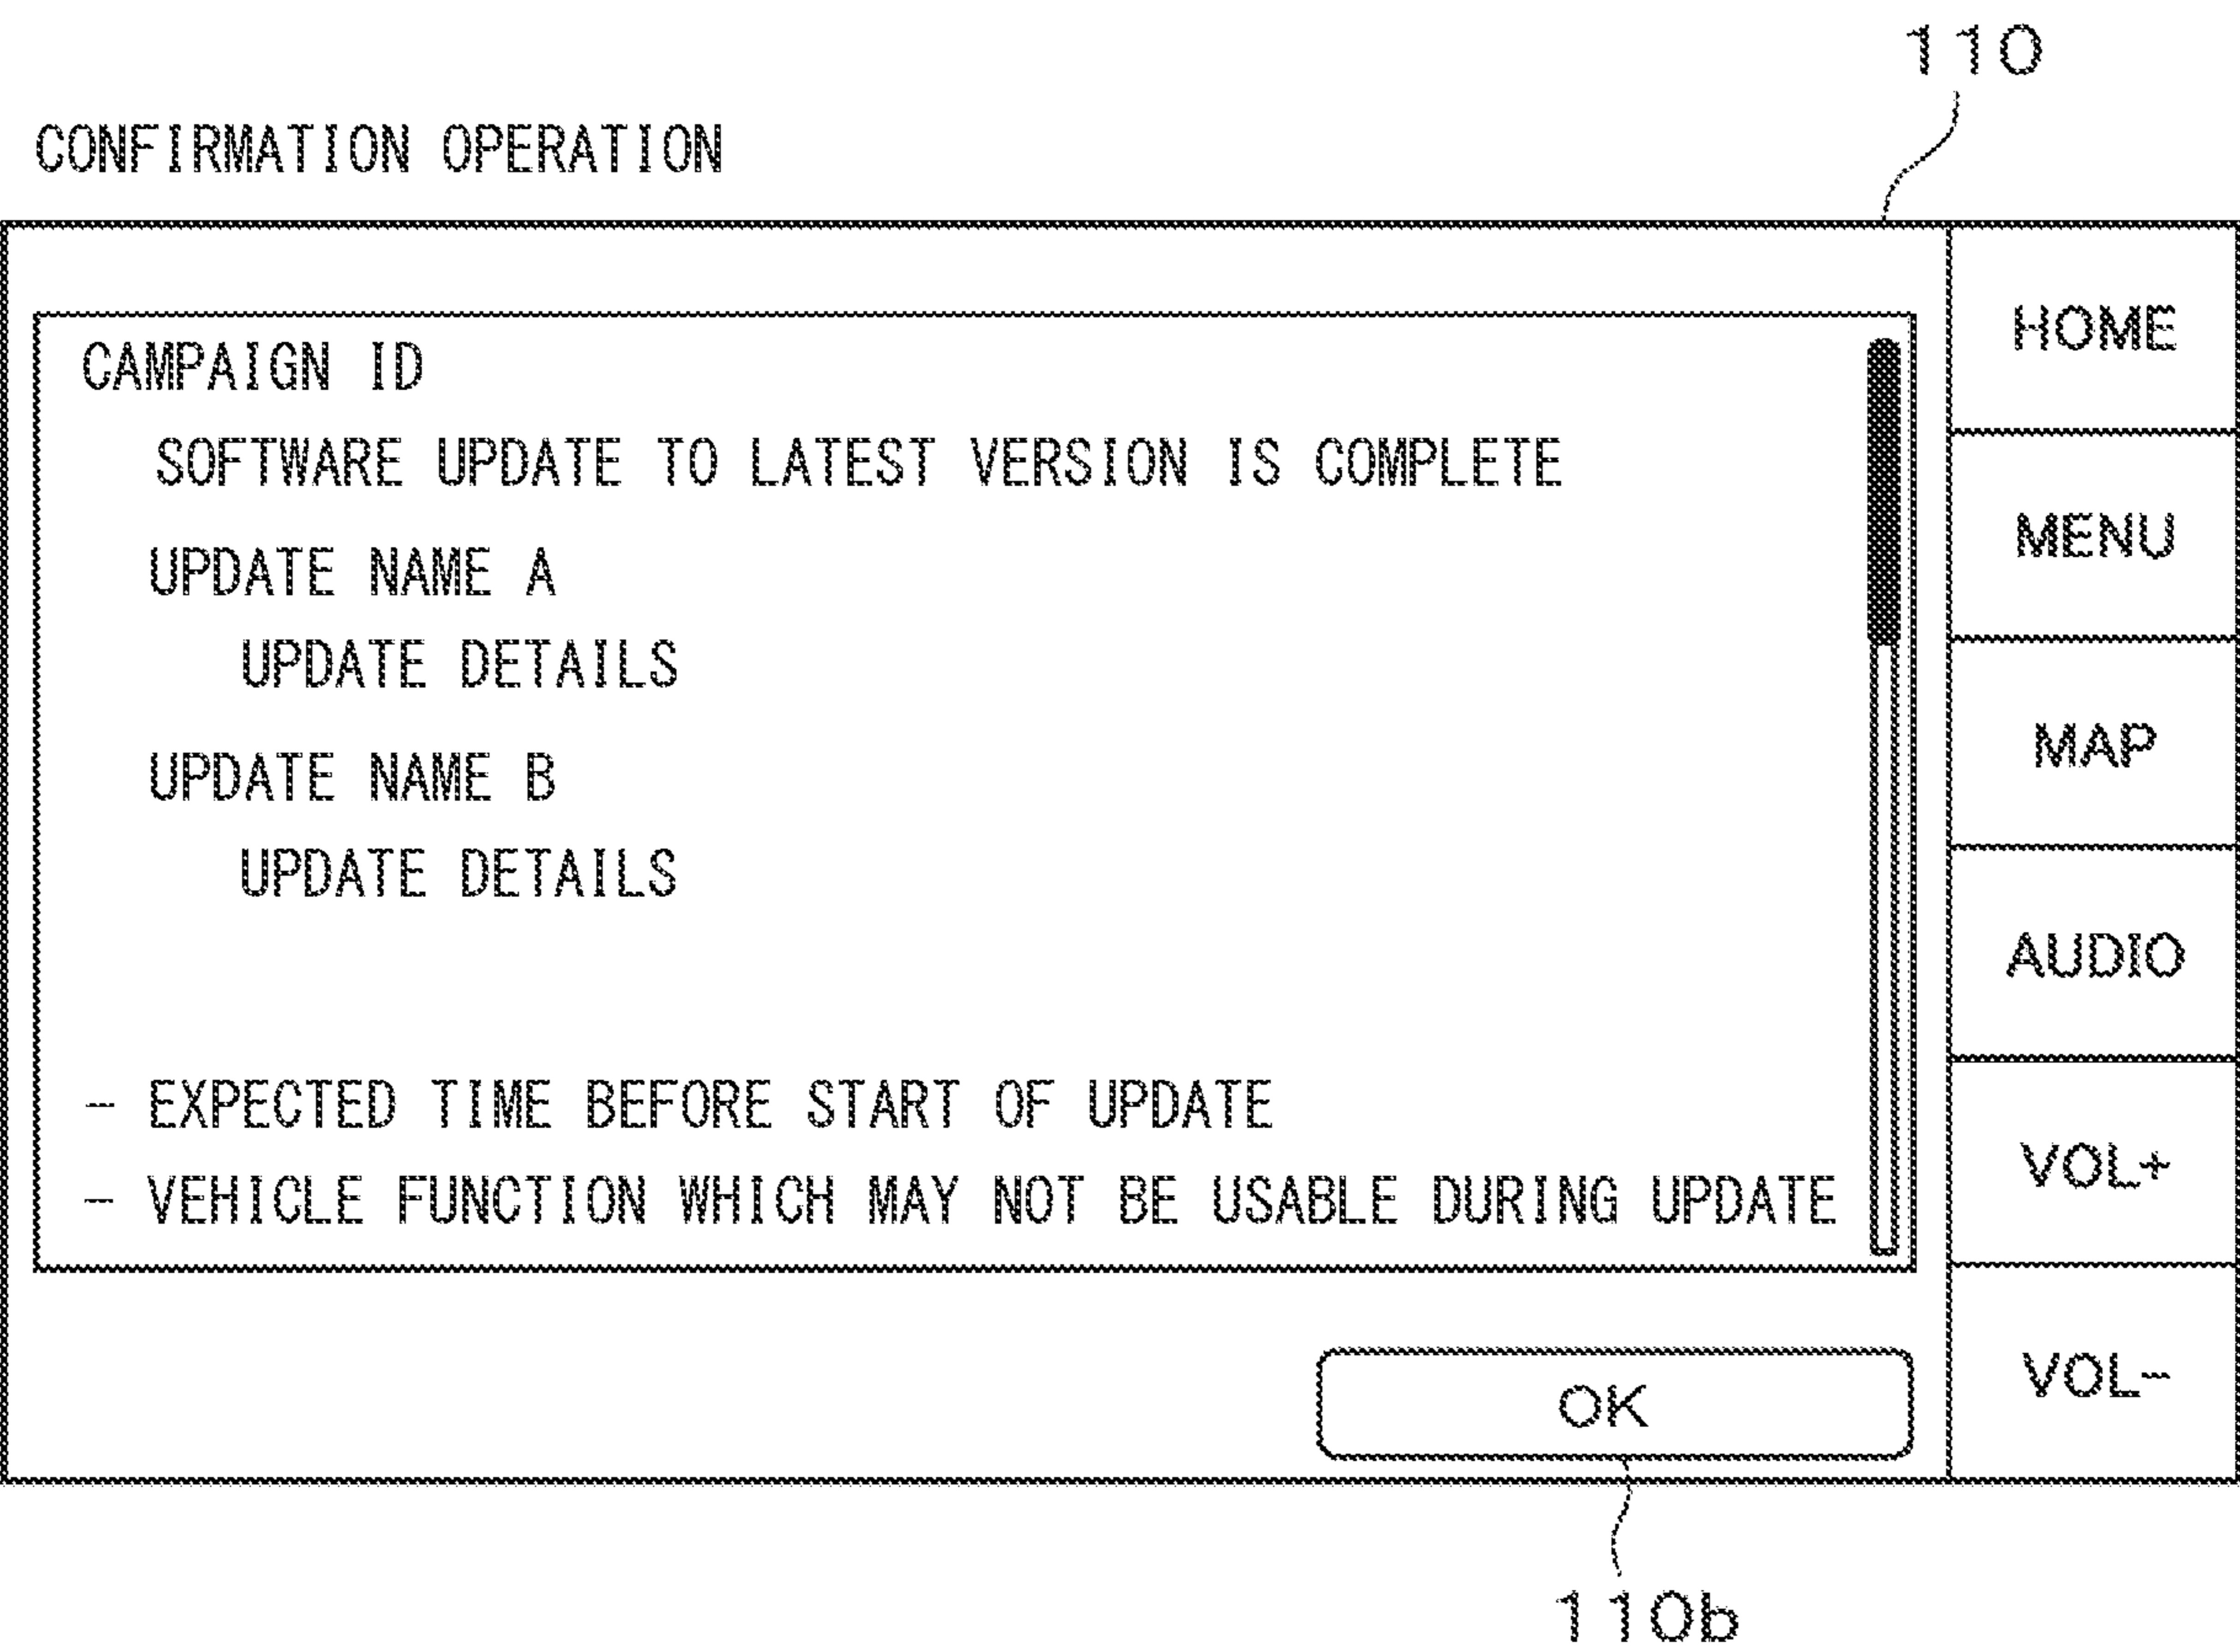 110
CONFIRMATION OPERATION
CAMPAIGN ID
SOFTWARE UPDATE TO LATEST VERSION IS COMPLETE
UPDATE NAME A
UPDATE DETAILS
UPDATE NAME B
UPDATE DETAILS
- EXPECTED TIME BEFORE START OF UPDATE
- VEHICLE FUNCTION WHICH MAY NOT BE USABLE DURING UPDATE
OK
HOME
MENU
MAP
AUDIO
VOL+
VOL-
110b